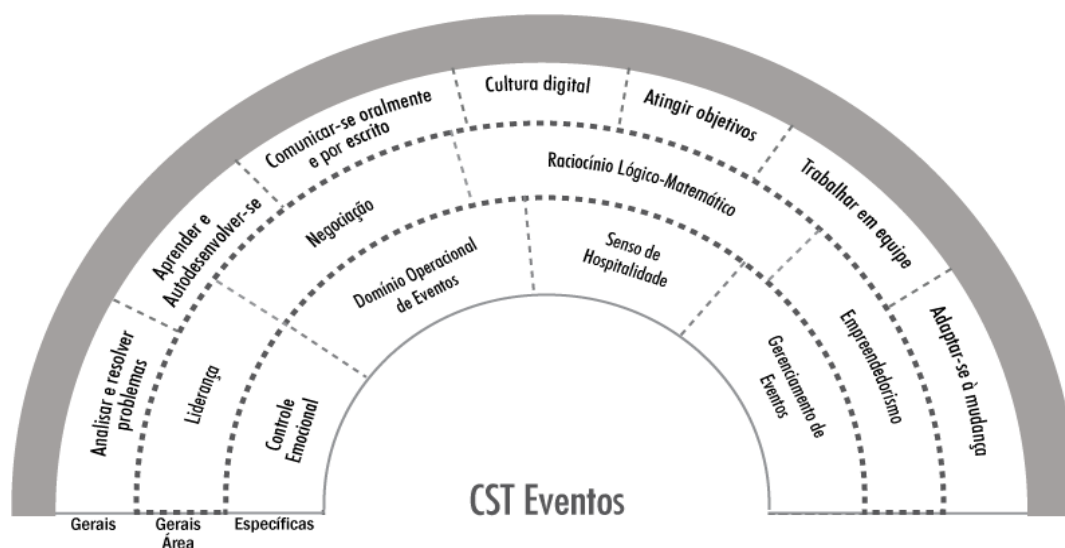 Analisar e resolver
problemas
Aprender e
Autodesenvolver-se
Comunicar-se oralmente
e por escrito
Cultura digital
Atingir objetivos
Trabalhar em equipe
Adaptar-se à mudança
Liderança
Negociação
Raciocínio Lógico-Matemático
Empreendedorismo
Controle
Emocional
Domínio Operacional
de Eventos
Senso de
Hospitalidade
Gerenciamento de
Eventos
CST Eventos
Gerais
Gerais
Área
Específicas